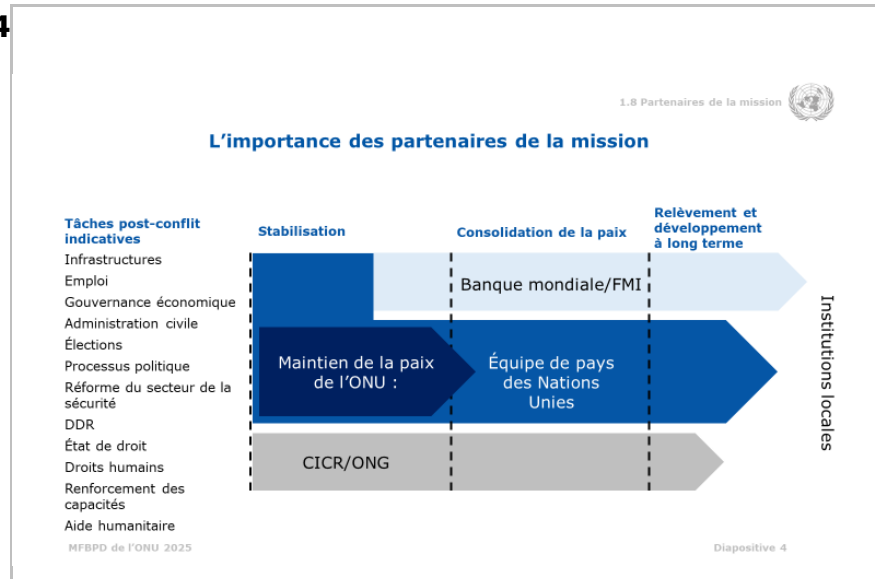 4
1.8 Partenaires de la mission
L'importance des partenaires de la mission
Tâches post-conflit
indicatives
Infrastructures
Emploi
Gouvernance économique
Administration civile
Élections
Processus politique
Réforme du secteur de la
sécurité
DDR
État de droit
Droits humains
Renforcement des
capacités
Aide humanitaire
Stabilisation
Consolidation de la paix
Relèvement et
développement
à long terme
Banque mondiale/FMI
Maintien de la paix
de l'ONU :
Équipe de pays
des Nations
Unies
CICR/ONG
Institutions locales
MFBPD de l'ONU 2025
Diapositive 4